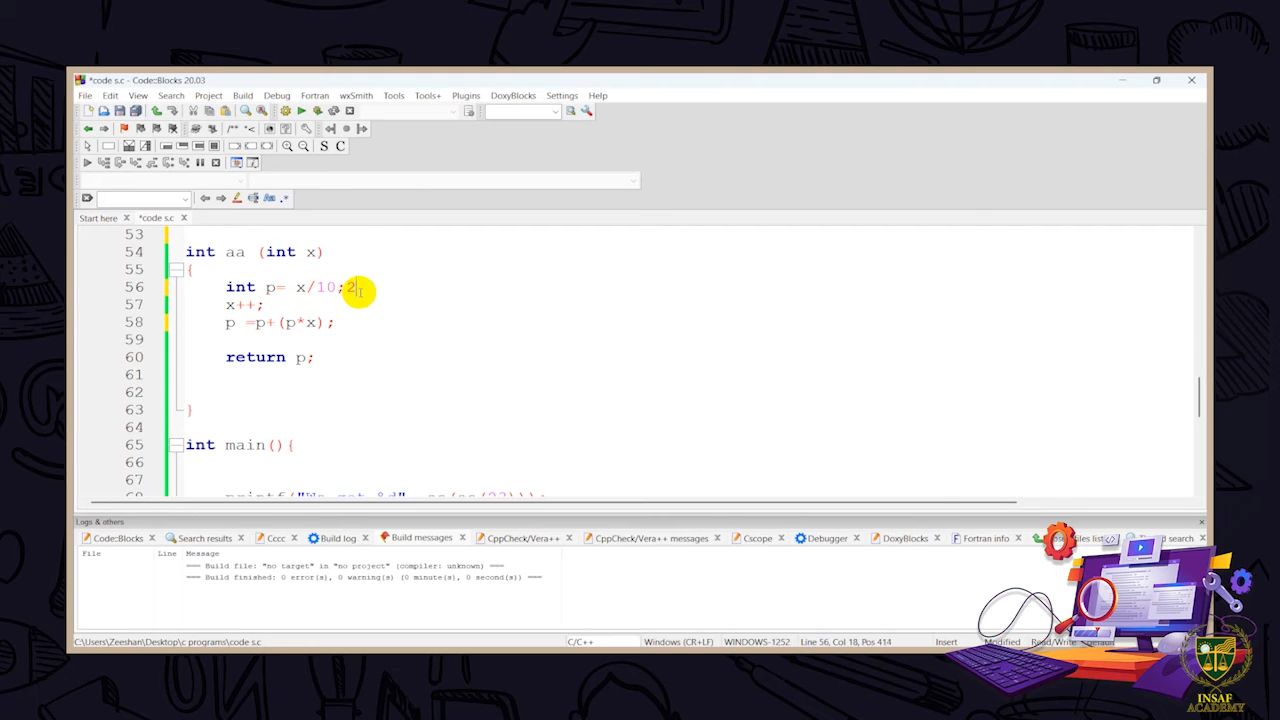 *code s.c - Code::Blocks 20.03
File Edit View Search Project Build Debug Fortran wxSmith Tools Tools+ Plugins DoxyBlocks Settings Help
Start here *code s.c
53
54 int aa (int x)
55 {
56 int p= x/10;2
57 x++;
58 p =p+(p*x);
59
60 return p;
61
62
63 }
64
65 int main(){
66
67
Logs & others
Code::Blocks Search results Cccc Build log Build messages CppCheck/Vera++ CppCheck/Vera++ messages Cscope Debugger DoxyBlocks Fortran info
File Line Message
=== Build file: "no target" in "no project" (compiler: unknown) ===
=== Build finished: 0 error(s), 0 warning(s) (0 minute(s), 0 second(s)) ===
C:\Users\Zeeshan\Desktop\c programs\code s.c C/C++ Windows (CR+LF) WINDOWS-1252 Line 56, Col 18, Pos 414 Insert Modified Read/Write
INSAF
ACADEMY